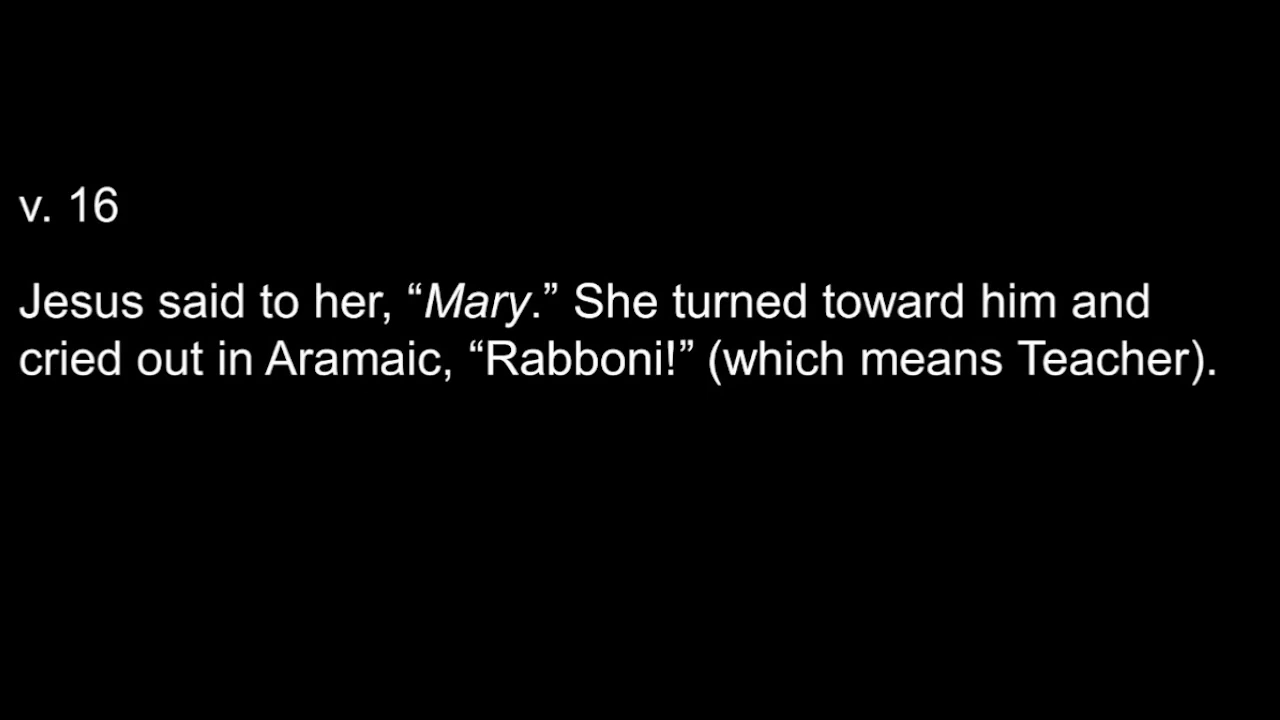 v. 16
Jesus said to her, “Mary.” She turned toward him and
cried out in Aramaic, “Rabboni!” (which means Teacher).